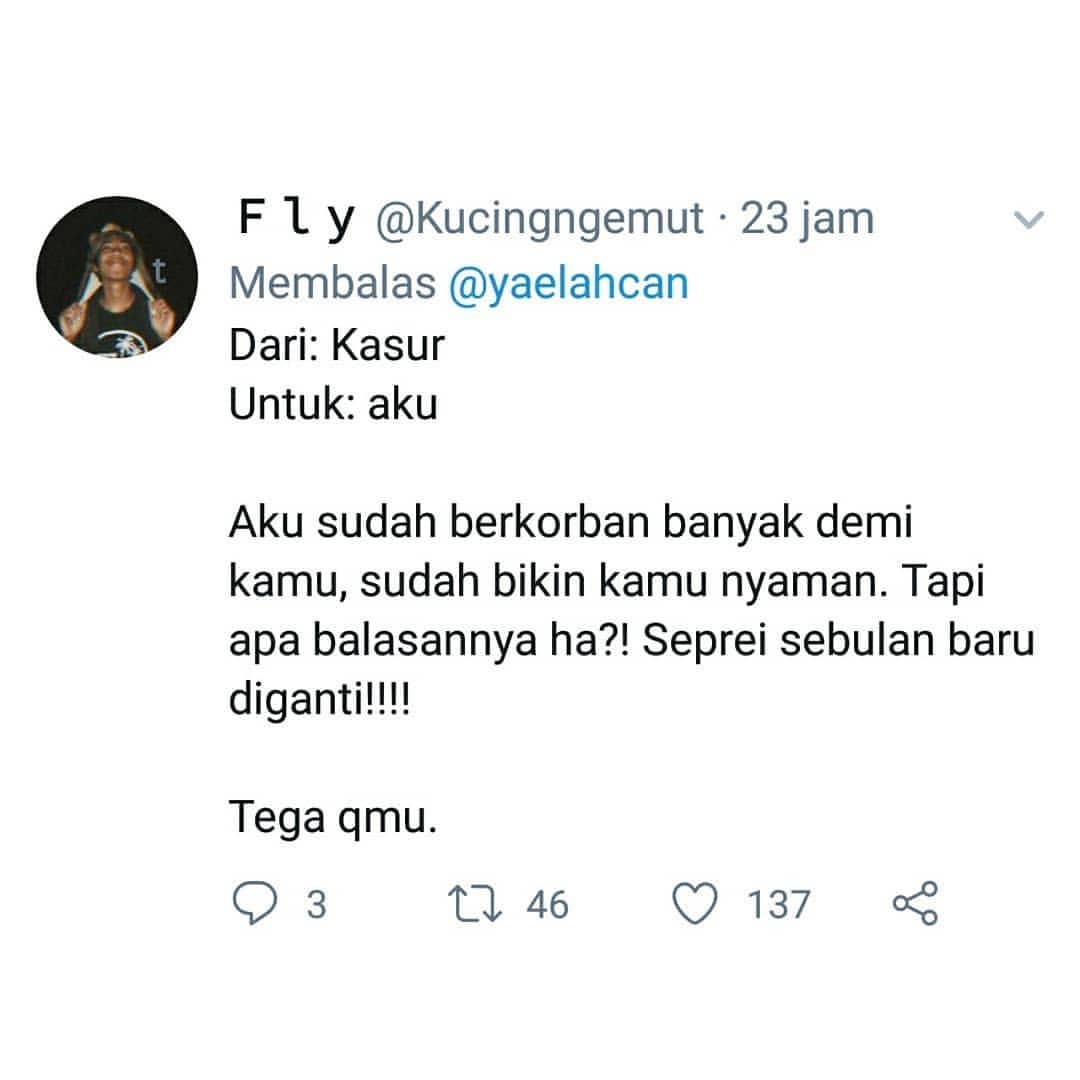 F l y @Kucingngemut · 23 jam
Membalas @yaelahcan
Dari: Kasur
Untuk: aku
Aku sudah berkorban banyak demi
kamu, sudah bikin kamu nyaman. Tapi
apa balasannya ha?! Seprei sebulan baru
diganti!!!!
Tega qmu.
3 46 137